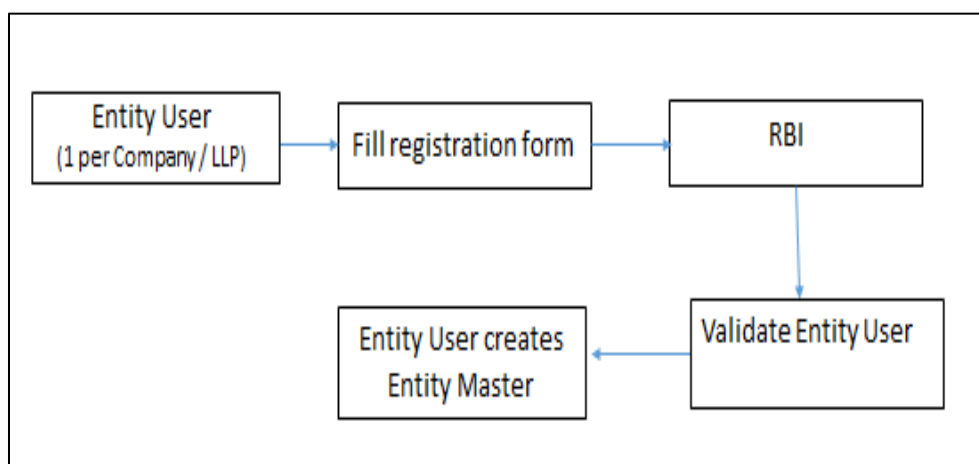 Entity User
(1 per Company / LLP)
Fill registration form
RBI
Validate Entity User
Entity User creates
Entity Master